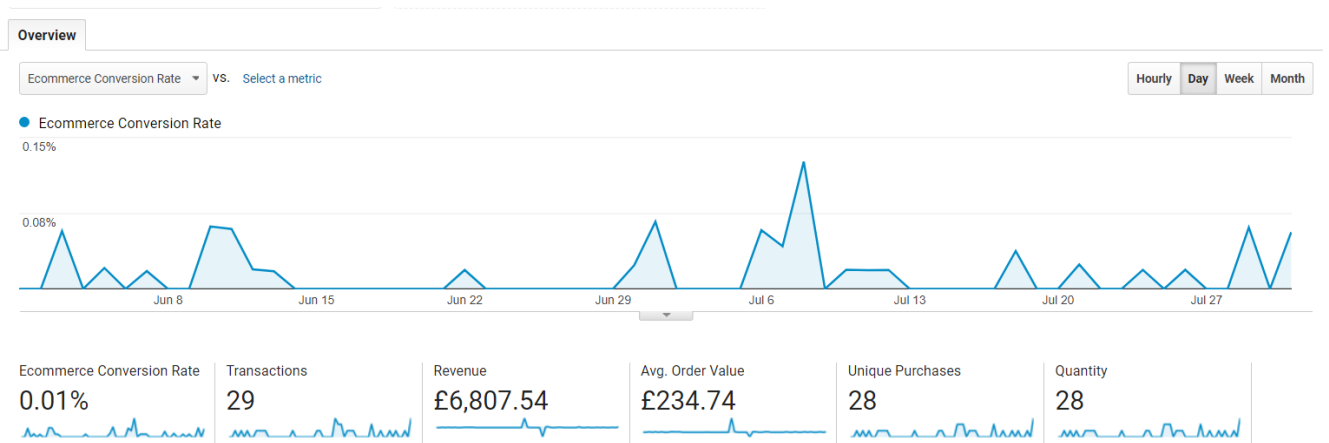 Overview
Ecommerce Conversion Rate VS. Select a metric
Hourly Day Week Month
Ecommerce Conversion Rate
0.15%
0.08%
Jun 8 Jun 15 Jun 22 Jun 29 Jul 6 Jul 13 Jul 20 Jul 27
Ecommerce Conversion Rate Transactions Revenue Avg. Order Value Unique Purchases Quantity
0.01% 29 £6,807.54 £234.74 28 28